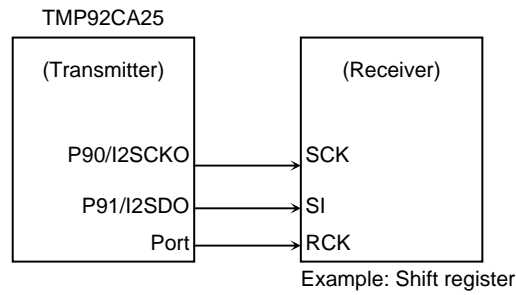 TMP92CA25
(Transmitter) (Receiver)
P90/I2SCKO SCK
P91/I2SDO SI
Port RCK
Example: Shift register